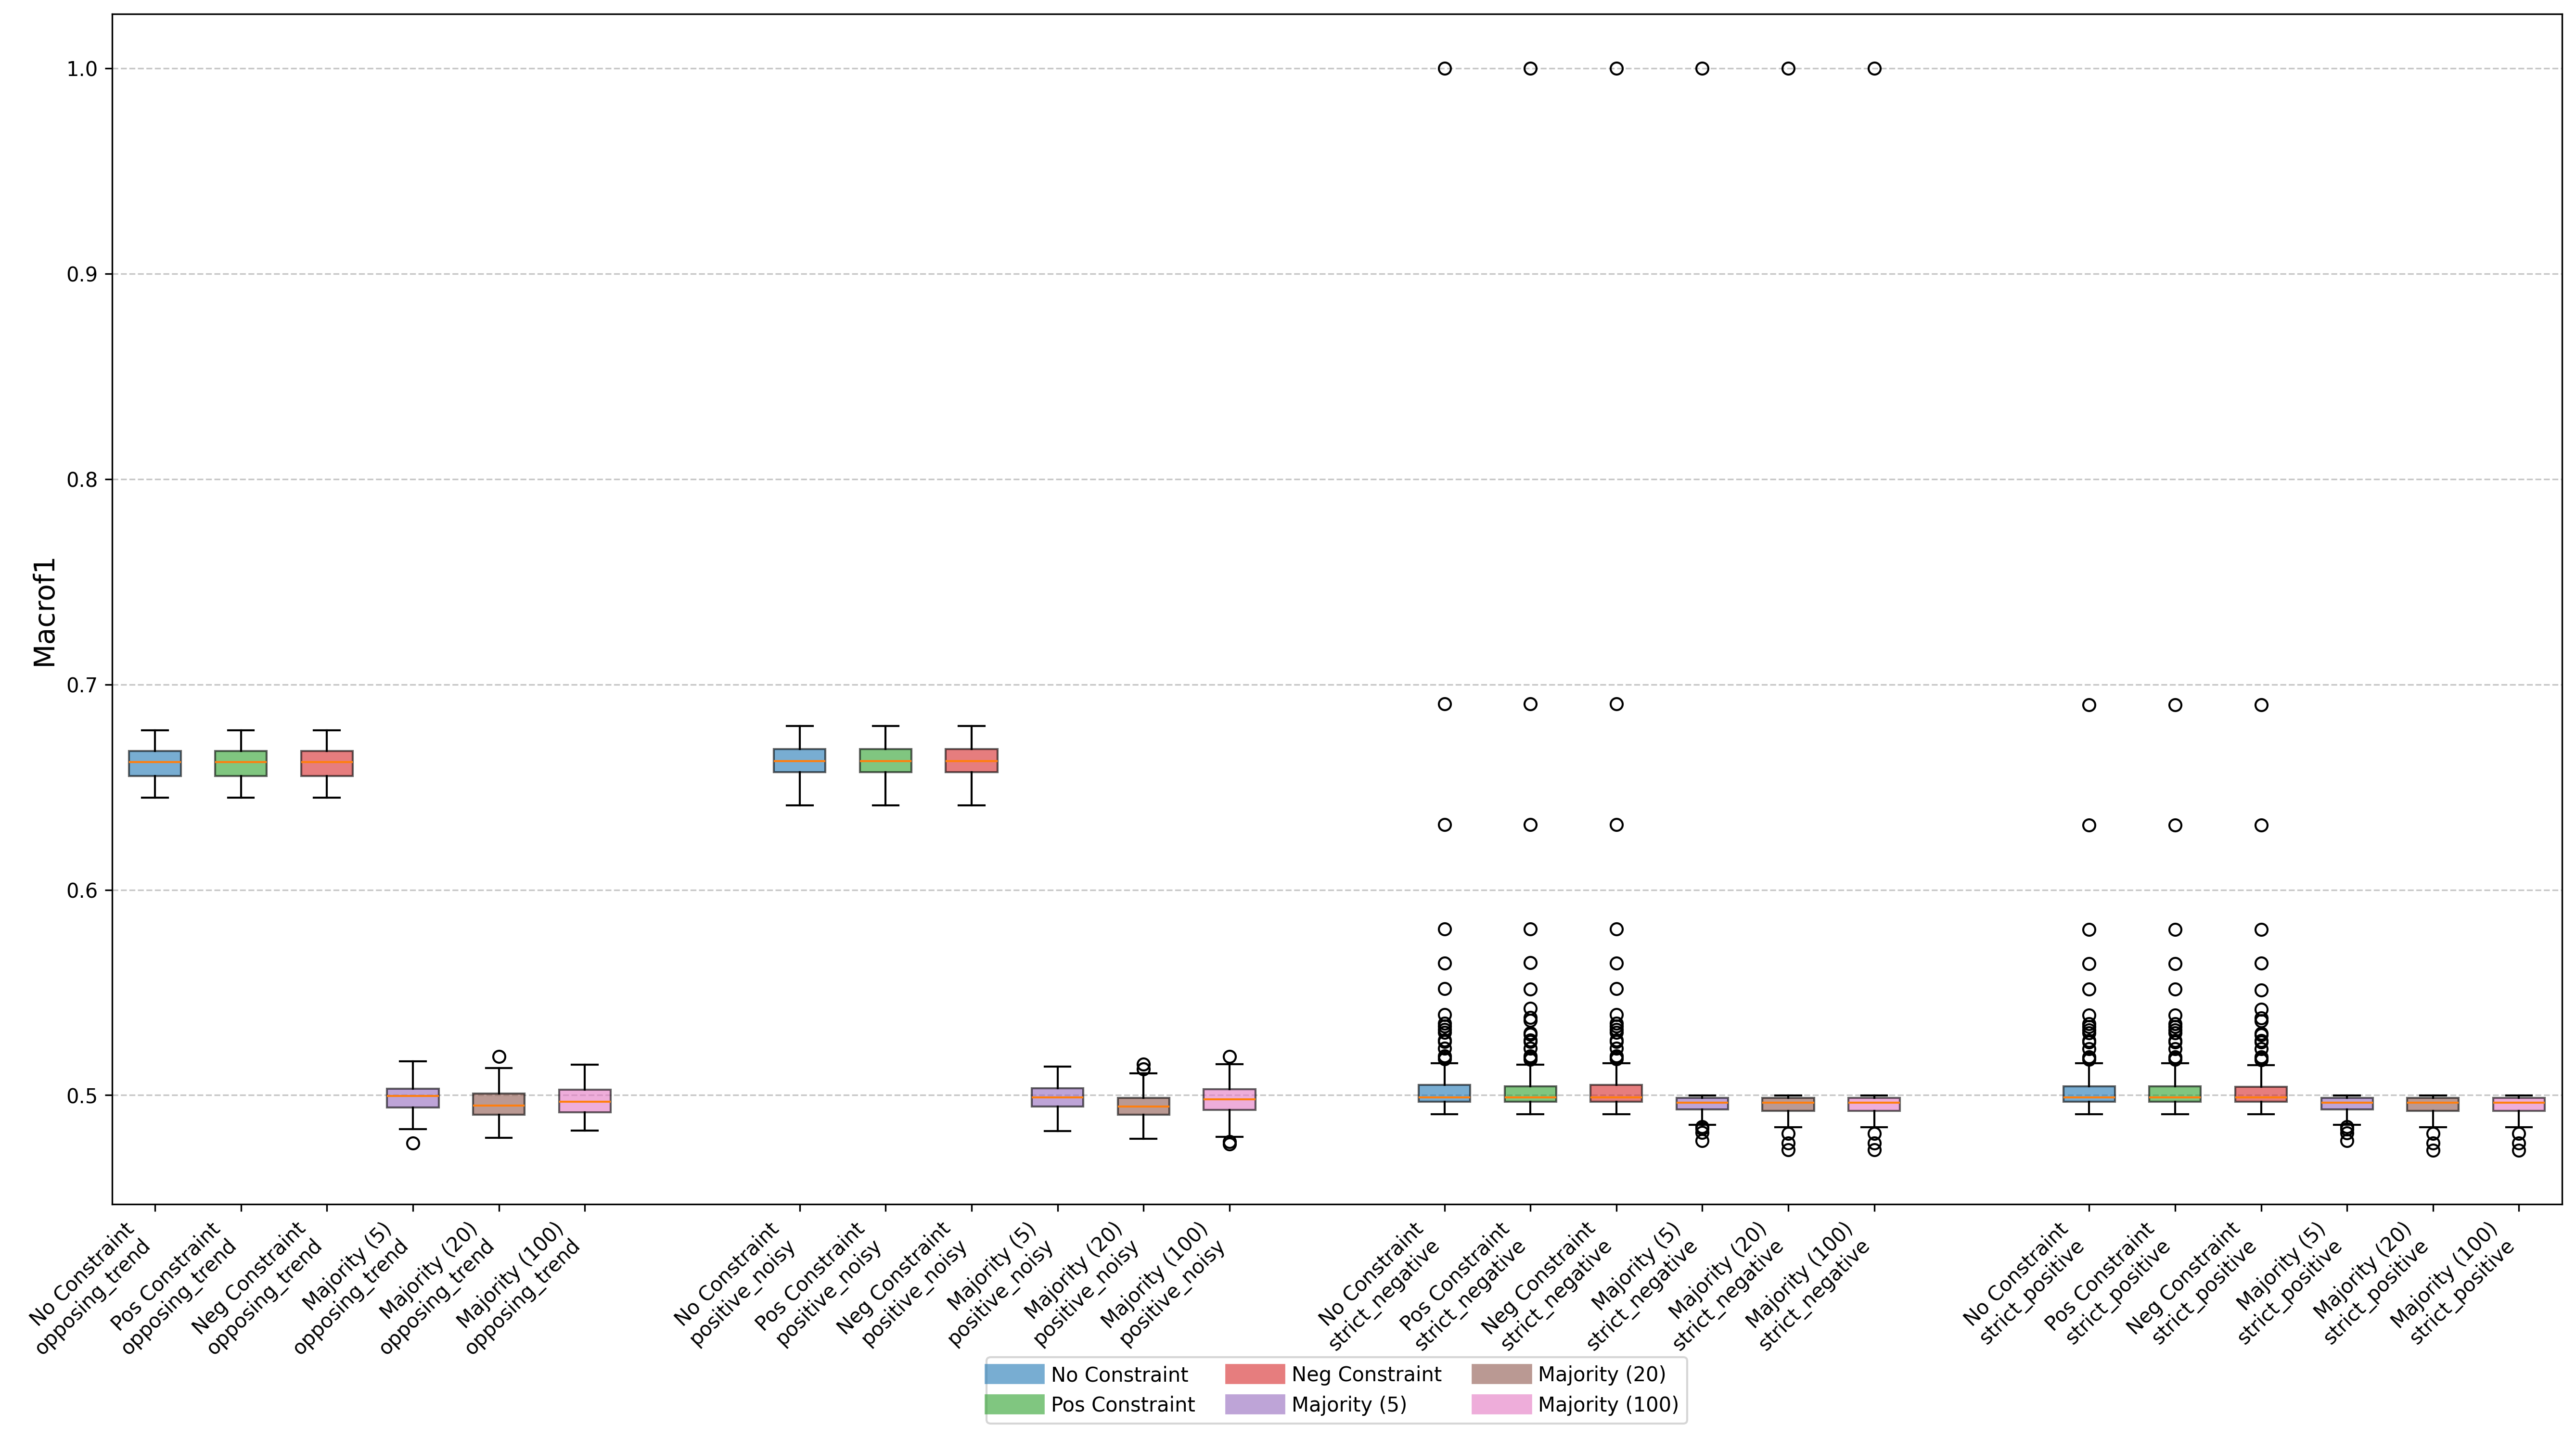 Macrof1
1.0
0.9
0.8
0.7
0.6
0.5
No Constraint
opposing_trend
Pos Constraint
opposing_trend
Neg Constraint
opposing_trend
Majority (5)
opposing_trend
Majority (20)
opposing_trend
Majority (100)
opposing_trend
No Constraint
positive_noisy
Pos Constraint
positive_noisy
Neg Constraint
positive_noisy
Majority (5)
positive_noisy
Majority (20)
positive_noisy
Majority (100)
positive_noisy
No Constraint
strict_negative
Pos Constraint
strict_negative
Neg Constraint
strict_negative
Majority (5)
strict_negative
Majority (20)
strict_negative
Majority (100)
strict_negative
No Constraint
strict_positive
Pos Constraint
strict_positive
Neg Constraint
strict_positive
Majority (5)
strict_positive
Majority (20)
strict_positive
Majority (100)
strict_positive
No Constraint
Pos Constraint
Neg Constraint
Majority (5)
Majority (20)
Majority (100)